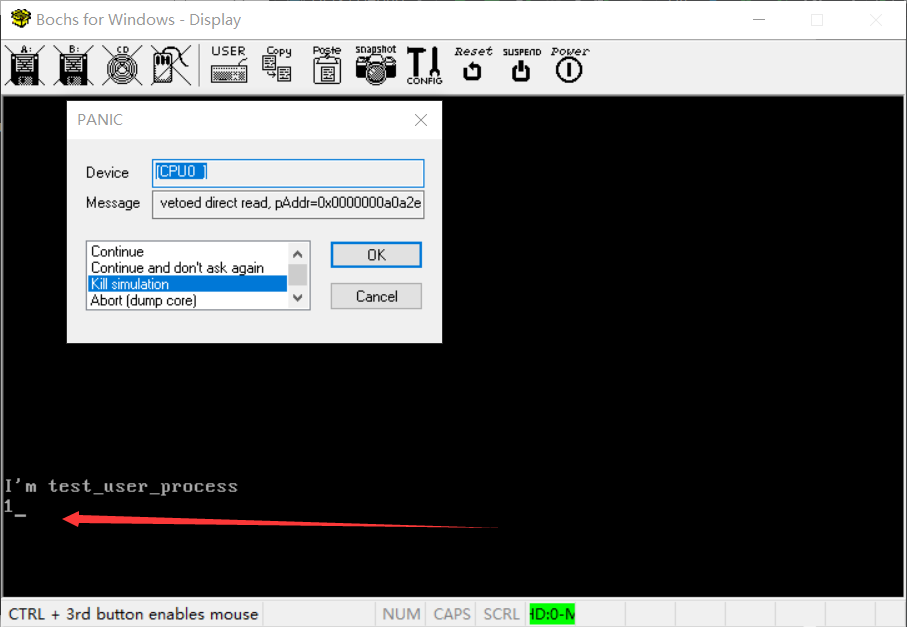 Bochs for Windows - Display
A: B: CD USER Copy Paste snapshot CONFIG Reset SUSPEND Power
PANIC
Device [CPU0 ]
Message vetoed direct read, pAddr=0x0000000a0a2e
Continue
Continue and don't ask again
Kill simulation
Abort (dump core)
OK
Cancel
I'm test_user_process
1_
CTRL + 3rd button enables mouse NUM CAPS SCRL HD:0-M